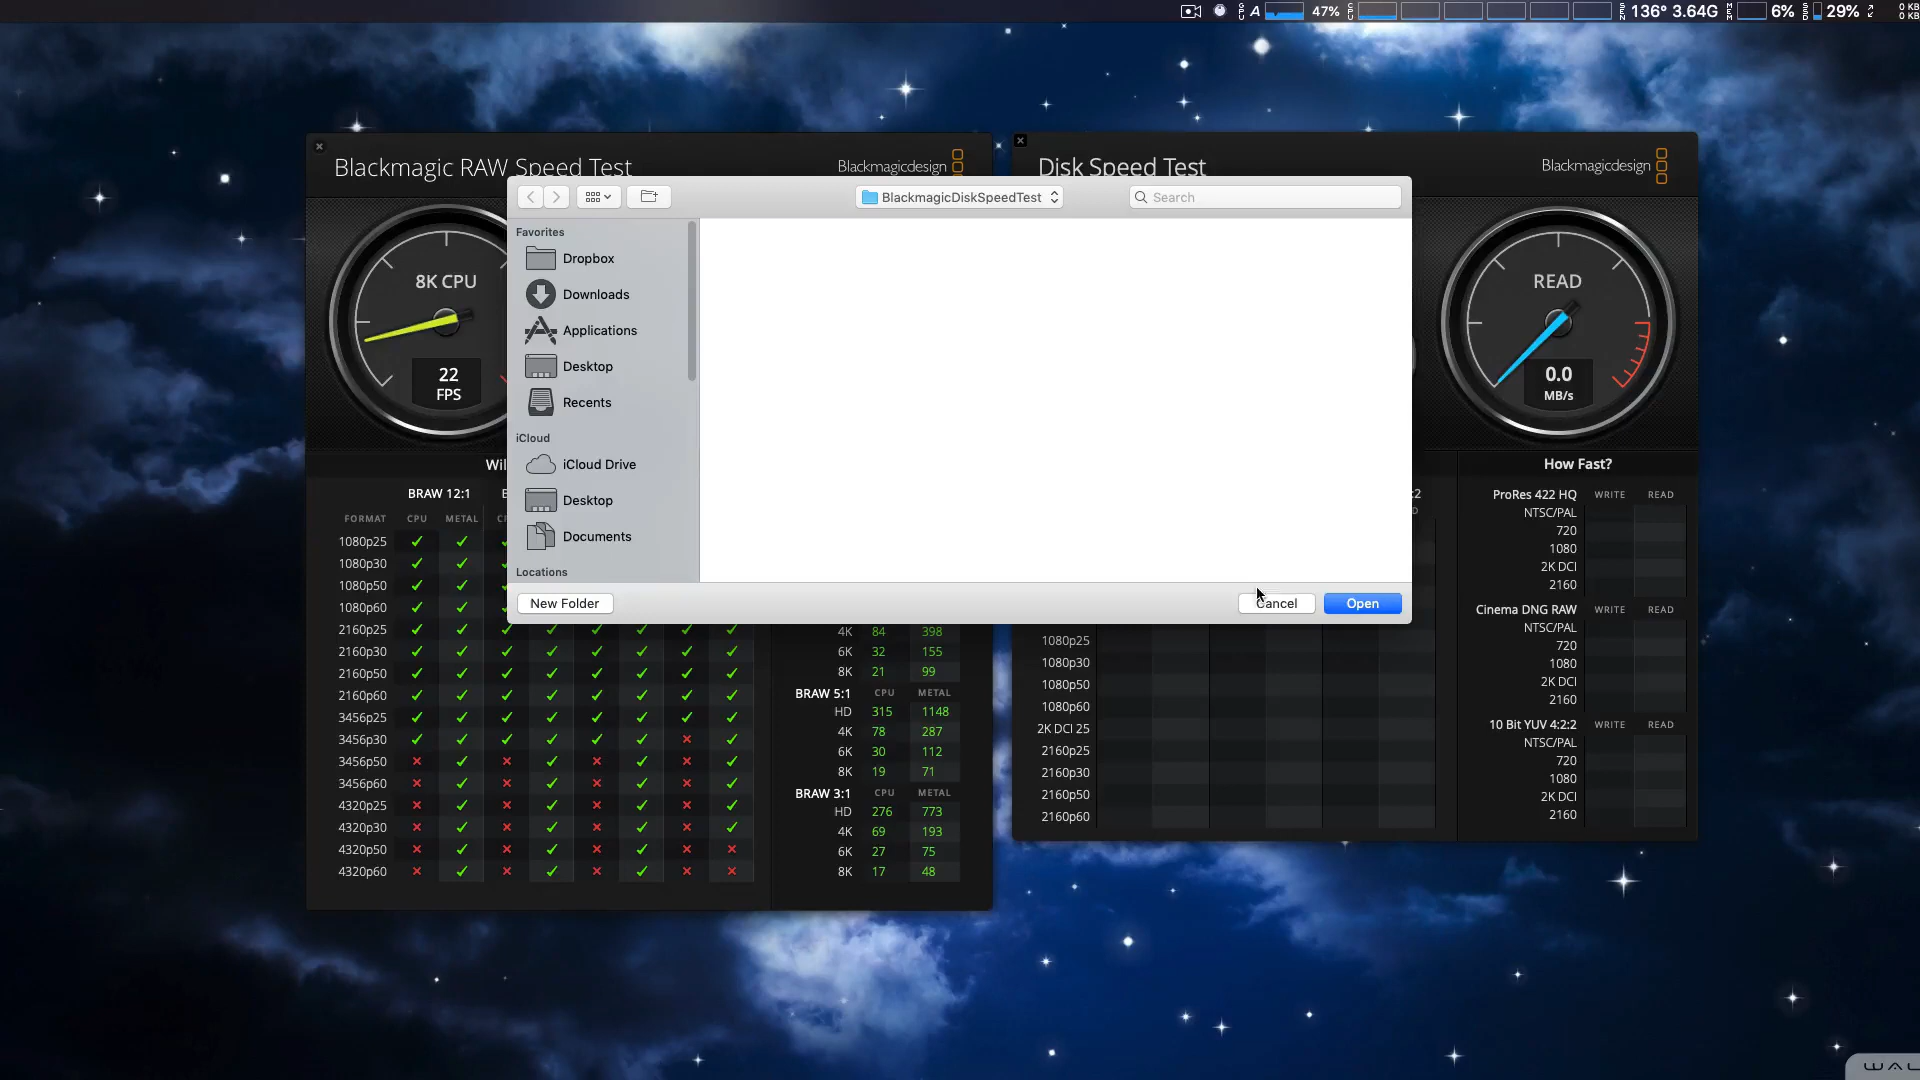 A 47% 136° 3.64G 6% 29% 0 KB
0 KB
Blackmagic RAW Speed Test
Blackmagicdesign
Disk Speed Test
Blackmagicdesign
BlackmagicDiskSpeedTest
Search
Favorites
Dropbox
Downloads
Applications
Desktop
Recents
iCloud
iCloud Drive
Desktop
Documents
Locations
New Folder
Cancel
Open
8K CPU
22
FPS
READ
0.0
MB/s
Wil
BRAW 12:1
FORMAT CPU METAL
1080p25 ✓ ✓ ✓
1080p30 ✓ ✓ ✓
1080p50 ✓ ✓ ✓
1080p60 ✓ ✓ ✓
2160p25 ✓ ✓ ✓ ✓ ✓ ✓ ✓ ✓
2160p30 ✓ ✓ ✓ ✓ ✓ ✓ ✓ ✓
2160p50 ✓ ✓ ✓ ✓ ✓ ✓ ✓ ✓
2160p60 ✓ ✓ ✓ ✓ ✓ ✓ ✓ ✓
3456p25 ✓ ✓ ✓ ✓ ✓ ✓ ✓ ✓
3456p30 ✓ ✓ ✓ ✓ ✓ ✓ × ✓
3456p50 × ✓ × ✓ × ✓ × ✓
3456p60 × ✓ × ✓ × ✓ × ✓
4320p25 × ✓ × ✓ × ✓ × ✓
4320p30 × ✓ × ✓ × ✓ × ✓
4320p50 × ✓ × ✓ × ✓ × ×
4320p60 × ✓ × ✓ × ✓ × ×
4K 84 398
6K 32 155
8K 21 99
BRAW 5:1 CPU METAL
HD 315 1148
4K 78 287
6K 30 112
8K 19 71
BRAW 3:1 CPU METAL
HD 276 773
4K 69 193
6K 27 75
8K 17 48
:2
D
1080p25
1080p30
1080p50
1080p60
2K DCI 25
2160p25
2160p30
2160p50
2160p60
How Fast?
ProRes 422 HQ WRITE READ
NTSC/PAL
720
1080
2K DCI
2160
Cinema DNG RAW WRITE READ
NTSC/PAL
720
1080
2K DCI
2160
10 Bit YUV 4:2:2 WRITE READ
NTSC/PAL
720
1080
2K DCI
2160